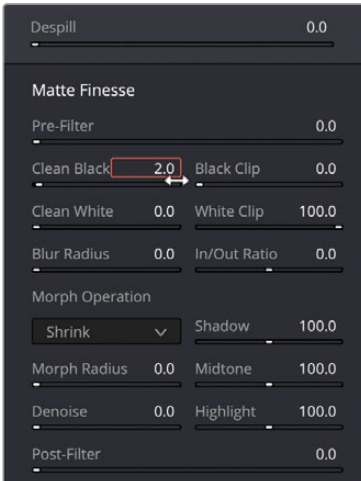 Despill 0.0
Matte Finesse
Pre-Filter 0.0
Clean Black 2.0 Black Clip 0.0
Clean White 0.0 White Clip 100.0
Blur Radius 0.0 In/Out Ratio 0.0
Morph Operation
Shrink Shadow 100.0
Morph Radius 0.0 Midtone 100.0
Denoise 0.0 Highlight 100.0
Post-Filter 0.0